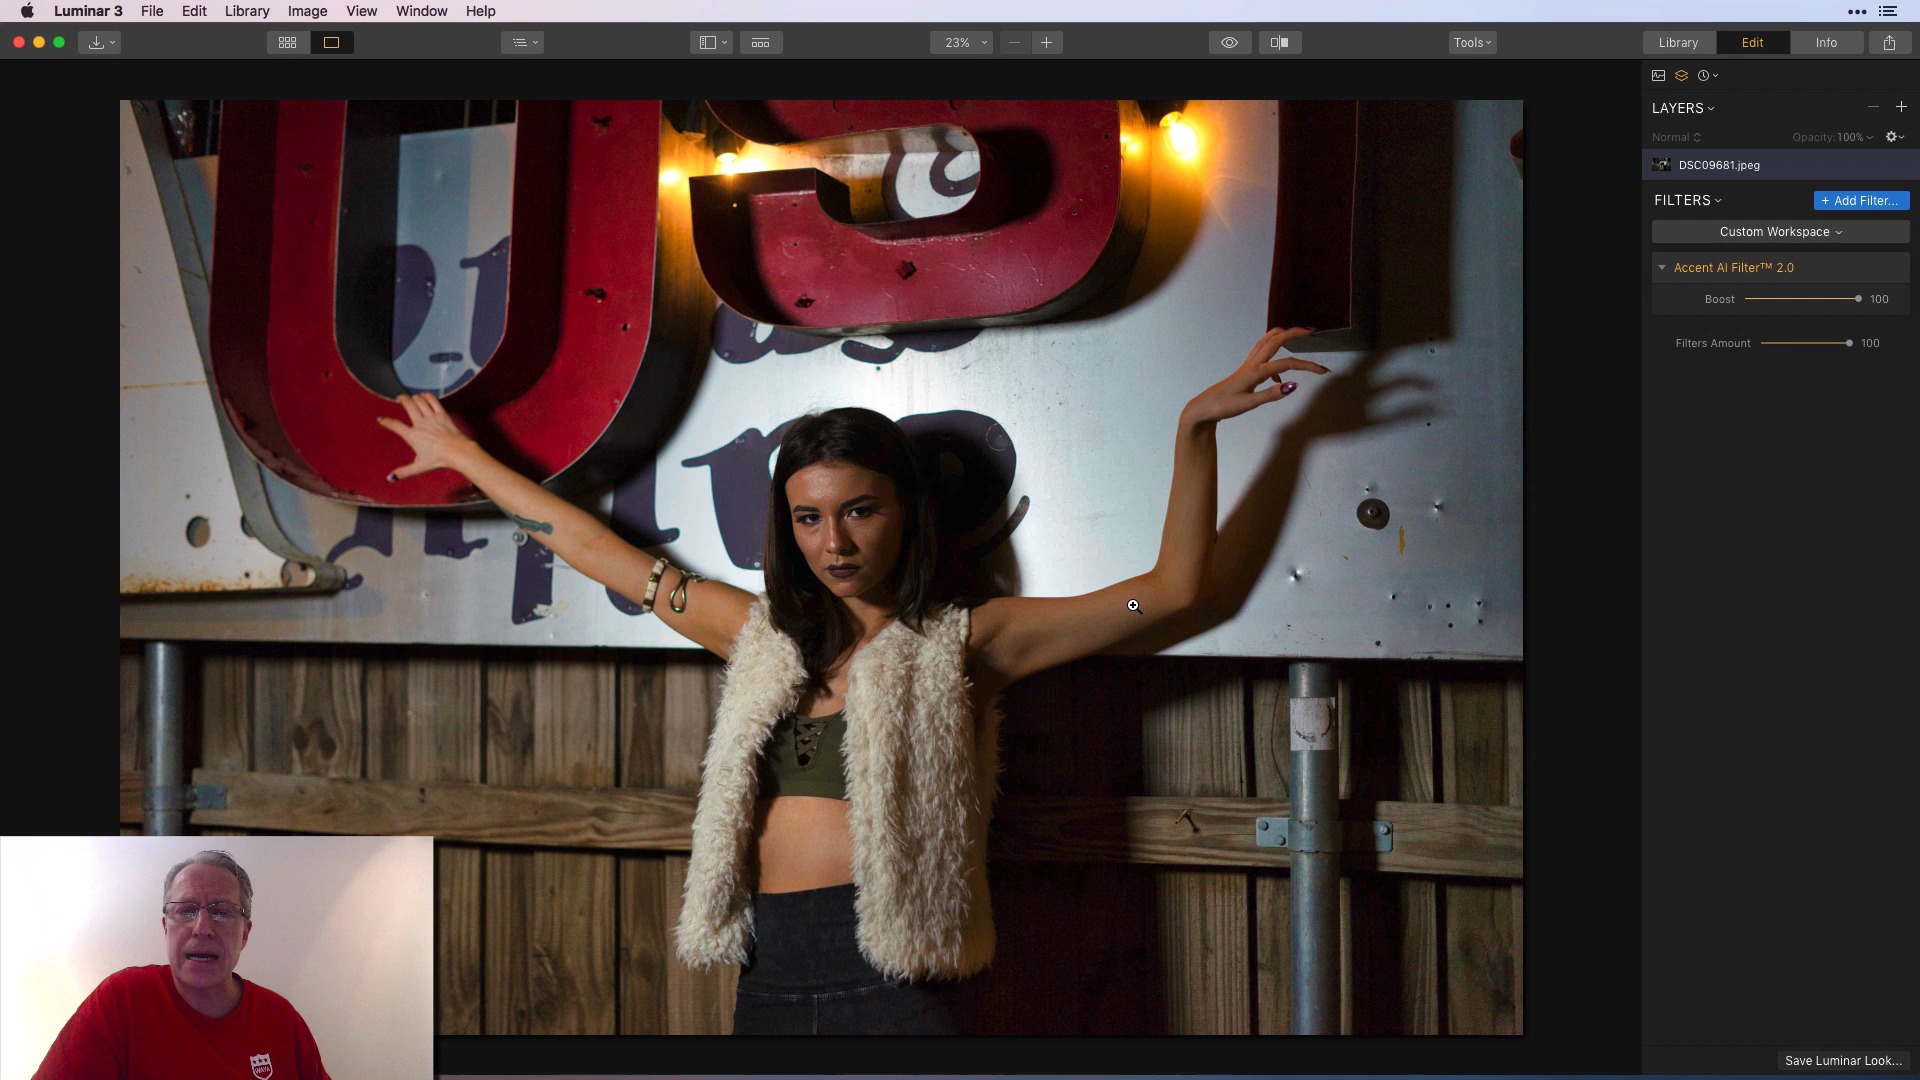 Luminar 3 File Edit Library Image View Window Help
23% Tools Library Edit Info
LAYERS
Normal Opacity: 100%
DSC09681.jpeg
FILTERS + Add Filter...
Custom Workspace
Accent AI Filter™ 2.0
Boost 100
Filters Amount 100
Save Luminar Look...